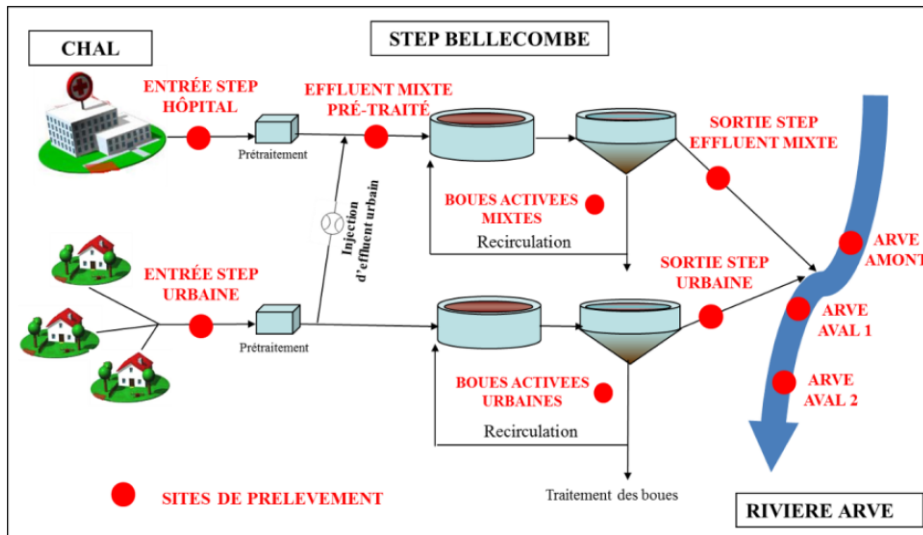 CHAL
STEP BELLECOMBE
ENTRÉE STEP
HÔPITAL
EFFLUENT MIXTE
PRÉ-TRAITÉ
Prétraitement
SORTIE STEP
EFFLUENT MIXTE
BOUES ACTIVEES
MIXTES
Recirculation
Injection
d'effluent urbain
ARVE
AMONT
ENTRÉE STEP
URBAINE
Prétraitement
SORTIE STEP
URBAINE
ARVE
AVAL 1
BOUES ACTIVEES
URBAINES
Recirculation
ARVE
AVAL 2
SITES DE PRELEVEMENT
Traitement des boues
RIVIERE ARVE